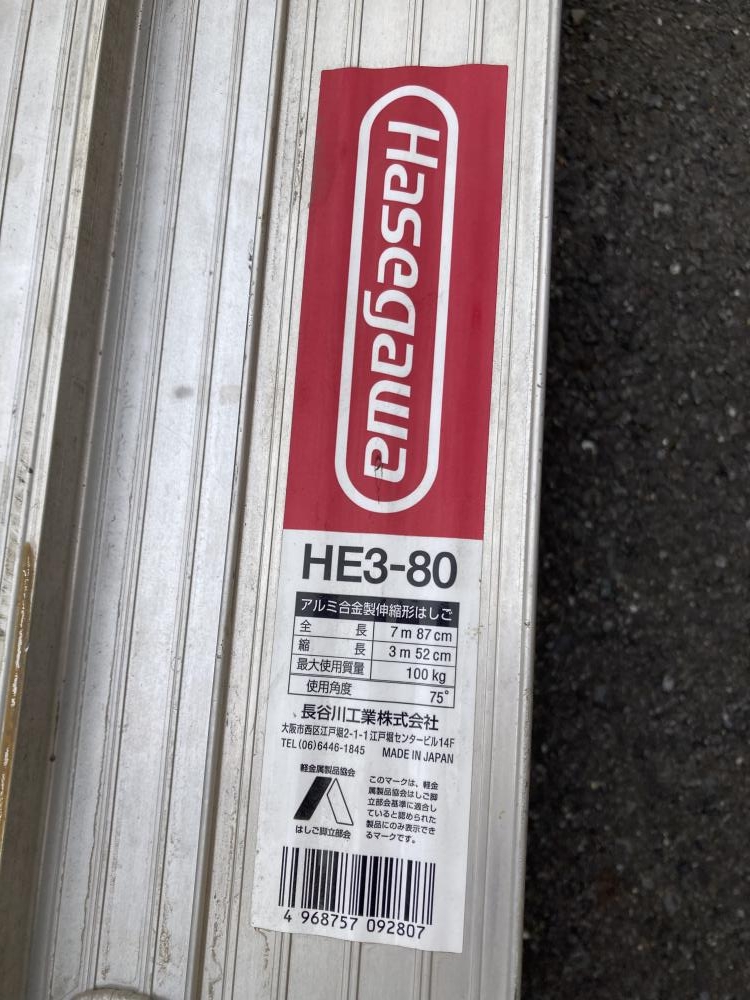 Hasegawa
HE3-80
アルミ合金製伸縮形はしご
全長 7m 87cm
縮長 3m 52cm
最大使用質量 100kg
使用角度 75°
長谷川工業株式会社
大阪市西区江戸堀2-1-1江戸堀センタービル14F
TEL(06)6446-1845 MADE IN JAPAN
軽金属製品協会
はしご脚立部会
このマークは、軽金
属製品協会はしご脚
立部会基準に適合し
ていると認められた
製品にのみ表示でき
るマークです。
4 968757 092807